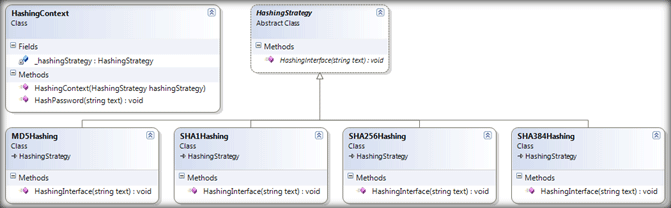 HashingContext
Class
Fields
_hashingStrategy : HashingStrategy
Methods
HashingContext(HashingStrategy hashingStrategy)
HashPassword(string text) : void
HashingStrategy
Abstract Class
Methods
HashingInterface(string text) : void
MD5Hashing
Class
HashingStrategy
Methods
HashingInterface(string text) : void
SHA1Hashing
Class
HashingStrategy
Methods
HashingInterface(string text) : void
SHA256Hashing
Class
HashingStrategy
Methods
HashingInterface(string text) : void
SHA384Hashing
Class
HashingStrategy
Methods
HashingInterface(string text) : void